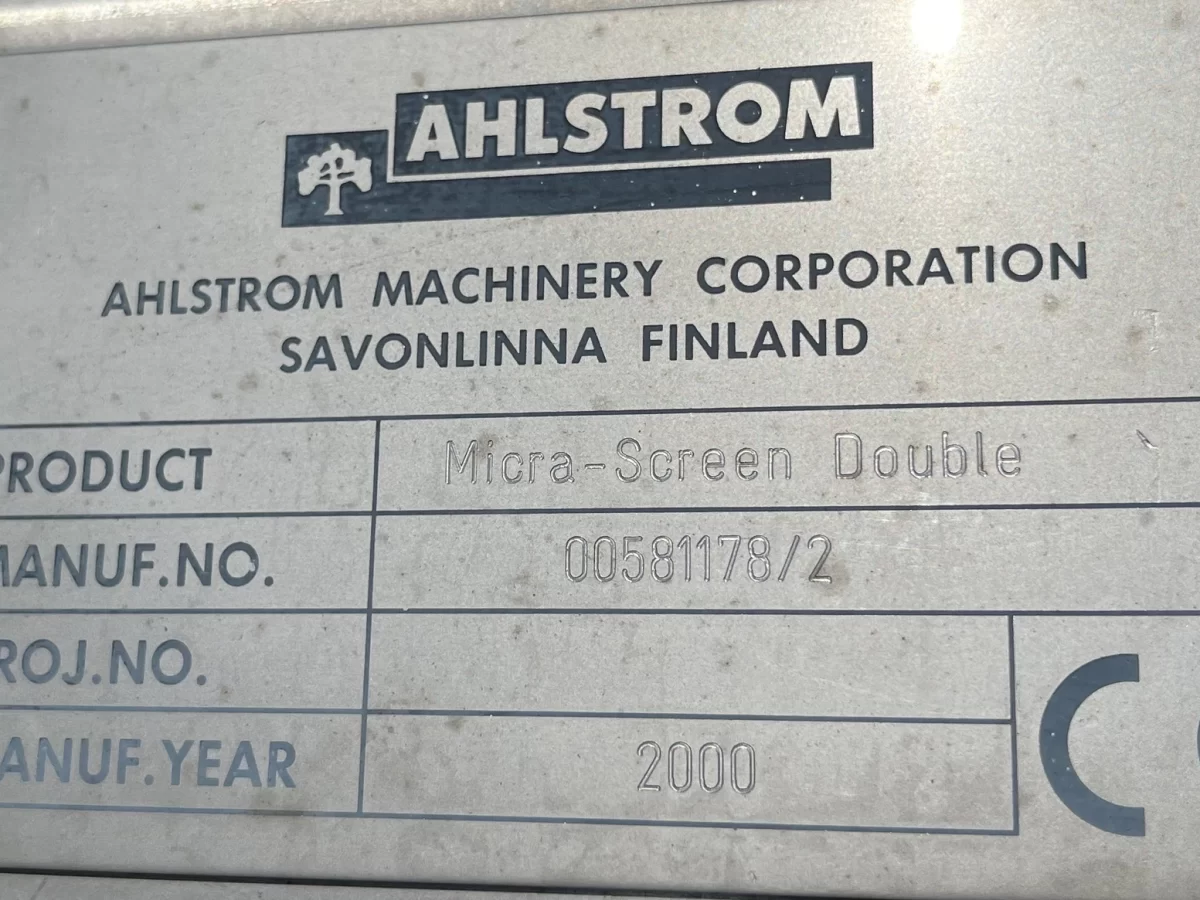 AHLSTROM
AHLSTROM MACHINERY CORPORATION
SAVONLINNA FINLAND
PRODUCT Micra-Screen Double
MANUF.NO. 00581178/2
ROJ.NO.
ANUF.YEAR 2000
C